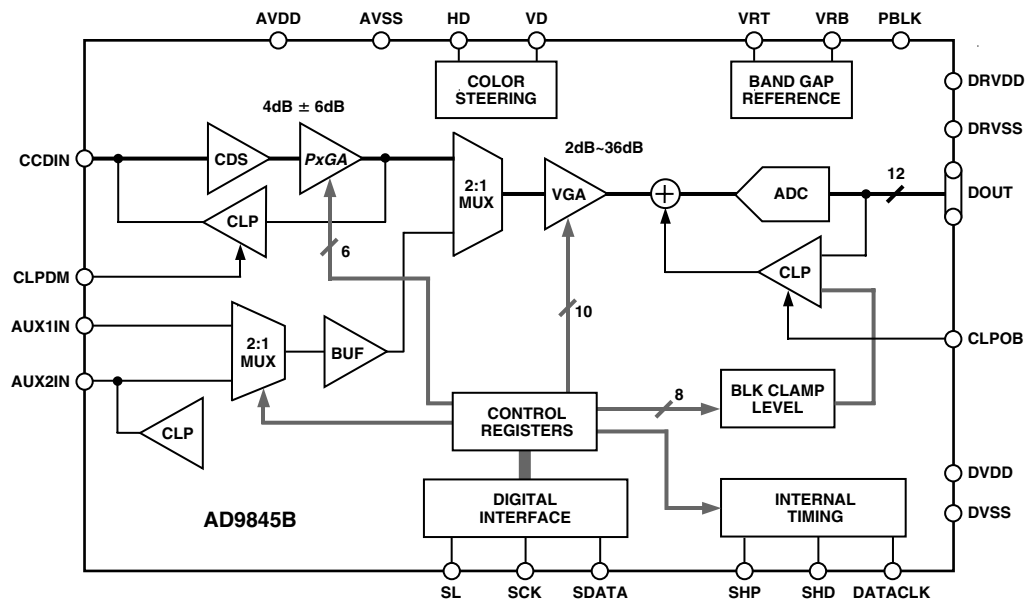 AVDD AVSS HD VD VRT VRB PBLK
COLOR
STEERING
BAND GAP
REFERENCE
DRVDD
4dB ± 6dB
DRVSS
2dB~36dB
CCDIN
CDS
PxGA
2:1
MUX
VGA
ADC
12
DOUT
CLP
6
CLP
CLPDM
10
AUX1IN
2:1
MUX
BUF
CLPOB
AUX2IN
8
BLK CLAMP
LEVEL
CONTROL
REGISTERS
CLP
DVDD
DIGITAL
INTERFACE
INTERNAL
TIMING
DVSS
AD9845B
SL SCK SDATA SHP SHD DATACLK